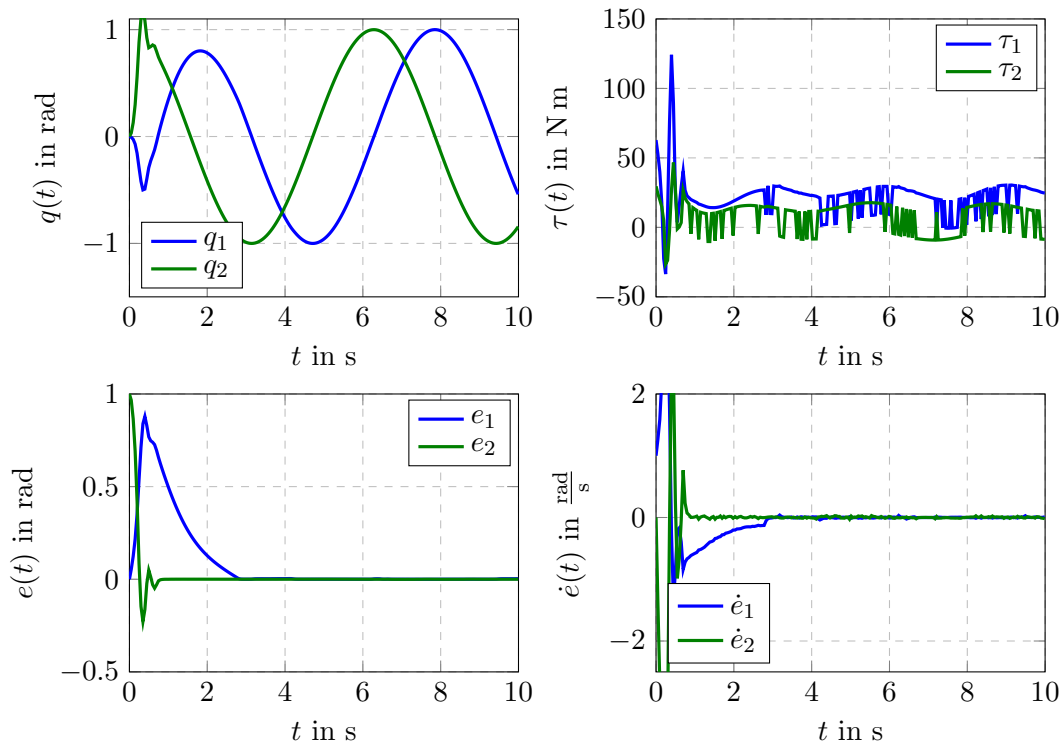 1
0
−1
q(t) in rad
q₁
q₂
0 2 4 6 8 10
t in s
150
100
50
0
−50
τ(t) in N m
τ₁
τ₂
0 2 4 6 8 10
t in s
1
0.5
0
−0.5
e(t) in rad
e₁
e₂
0 2 4 6 8 10
t in s
2
0
−2
ė(t) in rad/s
ė₁
ė₂
0 2 4 6 8 10
t in s